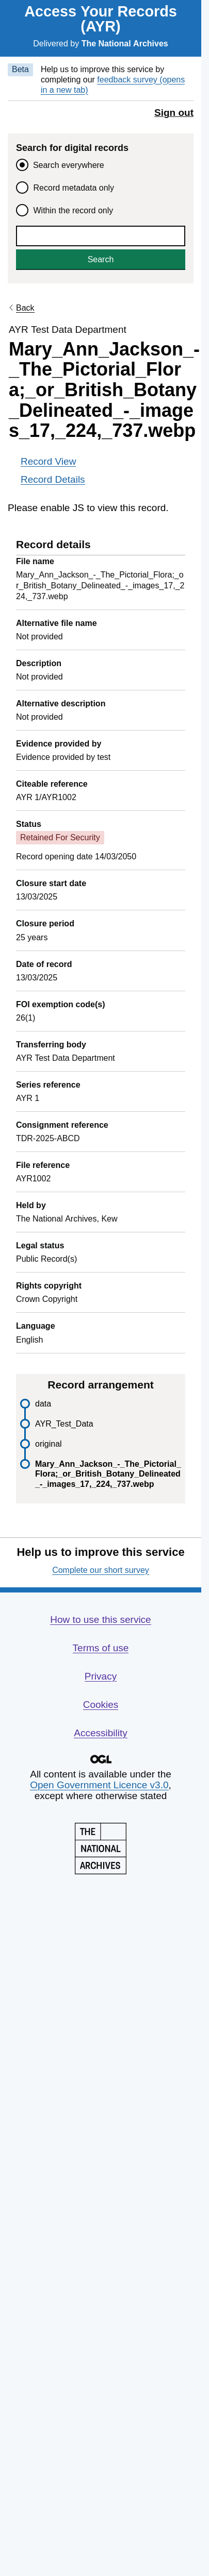 Access Your Records
(AYR)
Delivered by The National Archives
Beta
Help us to improve this service by
completing our feedback survey (opens
in a new tab)
Sign out
Search for digital records
Search everywhere
Record metadata only
Within the record only
Search
Back
AYR Test Data Department
Mary_Ann_Jackson_-
_The_Pictorial_Flor
a;_or_British_Botany
_Delineated_-_image
s_17,_224,_737.webp
Record View
Record Details
Please enable JS to view this record.
Record details
File name
Mary_Ann_Jackson_-_The_Pictorial_Flora;_o
r_British_Botany_Delineated_-_images_17,_2
24,_737.webp
Alternative file name
Not provided
Description
Not provided
Alternative description
Not provided
Evidence provided by
Evidence provided by test
Citeable reference
AYR 1/AYR1002
Status
Retained For Security
Record opening date 14/03/2050
Closure start date
13/03/2025
Closure period
25 years
Date of record
13/03/2025
FOI exemption code(s)
26(1)
Transferring body
AYR Test Data Department
Series reference
AYR 1
Consignment reference
TDR-2025-ABCD
File reference
AYR1002
Held by
The National Archives, Kew
Legal status
Public Record(s)
Rights copyright
Crown Copyright
Language
English
Record arrangement
data
AYR_Test_Data
original
Mary_Ann_Jackson_-_The_Pictorial_
Flora;_or_British_Botany_Delineated
_-_images_17,_224,_737.webp
Help us to improve this service
Complete our short survey
How to use this service
Terms of use
Privacy
Cookies
Accessibility
OGL
All content is available under the
Open Government Licence v3.0,
except where otherwise stated
THE
NATIONAL
ARCHIVES